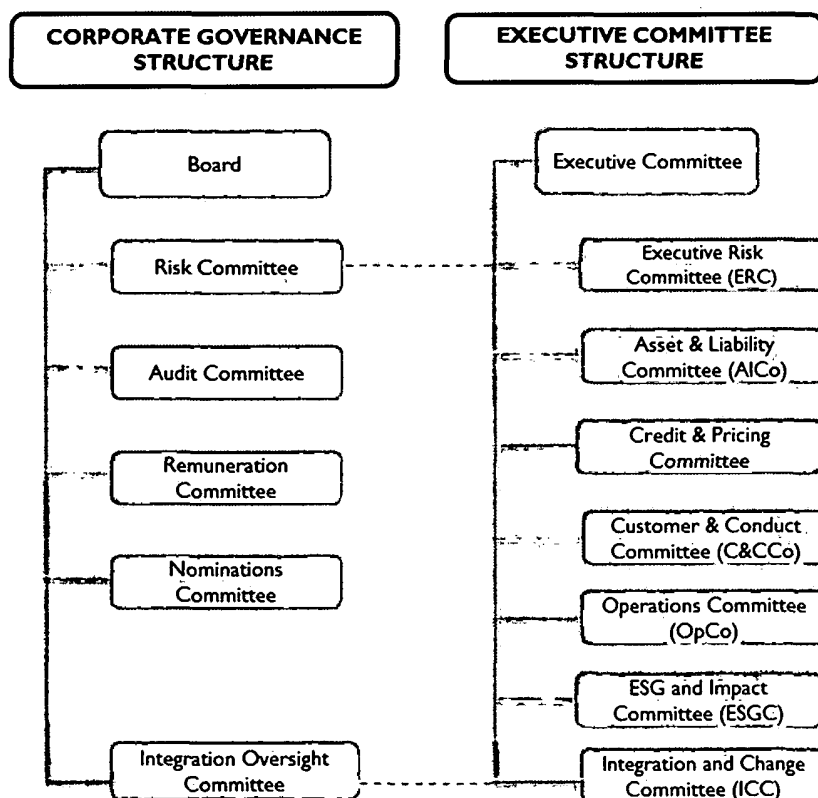 CORPORATE GOVERNANCE
STRUCTURE
Board
Risk Committee
Audit Committee
Remuneration
Committee
Nominations
Committee
Integration Oversight
Committee
EXECUTIVE COMMITTEE
STRUCTURE
Executive Committee
Executive Risk
Committee (ERC)
Asset & Liability
Committee (AlCo)
Credit & Pricing
Committee
Customer & Conduct
Committee (C&CCo)
Operations Committee
(OpCo)
ESG and Impact
Committee (ESGC)
Integration and Change
Committee (ICC)